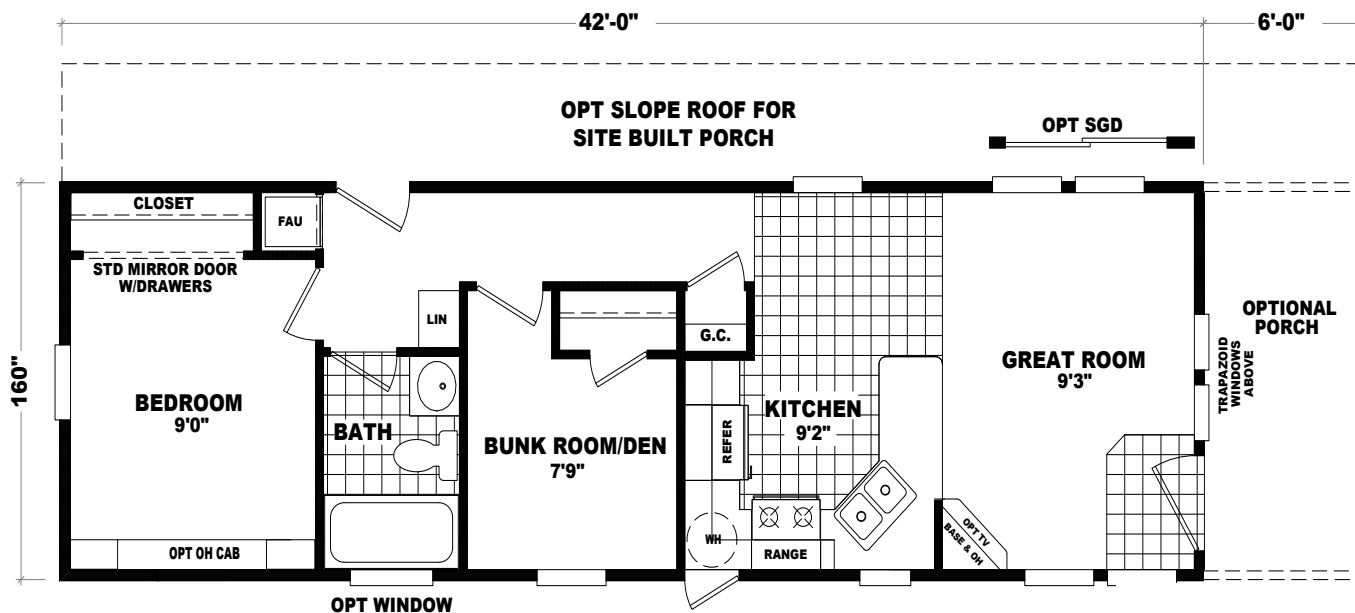 42'-0"
6'-0"
OPT SLOPE ROOF FOR
SITE BUILT PORCH
OPT SGD
CLOSET
FAU
STD MIRROR DOOR
W/DRAWERS
LIN
G.C.
OPTIONAL
PORCH
160"
GREAT ROOM
9'3"
TRAPAZOID
WINDOWS
ABOVE
BEDROOM
9'0"
BATH
BUNK ROOM/DEN
7'9"
REFER
KITCHEN
9'2"
OPT TV
BASE & OH
WH
RANGE
OPT OH CAB
OPT WINDOW